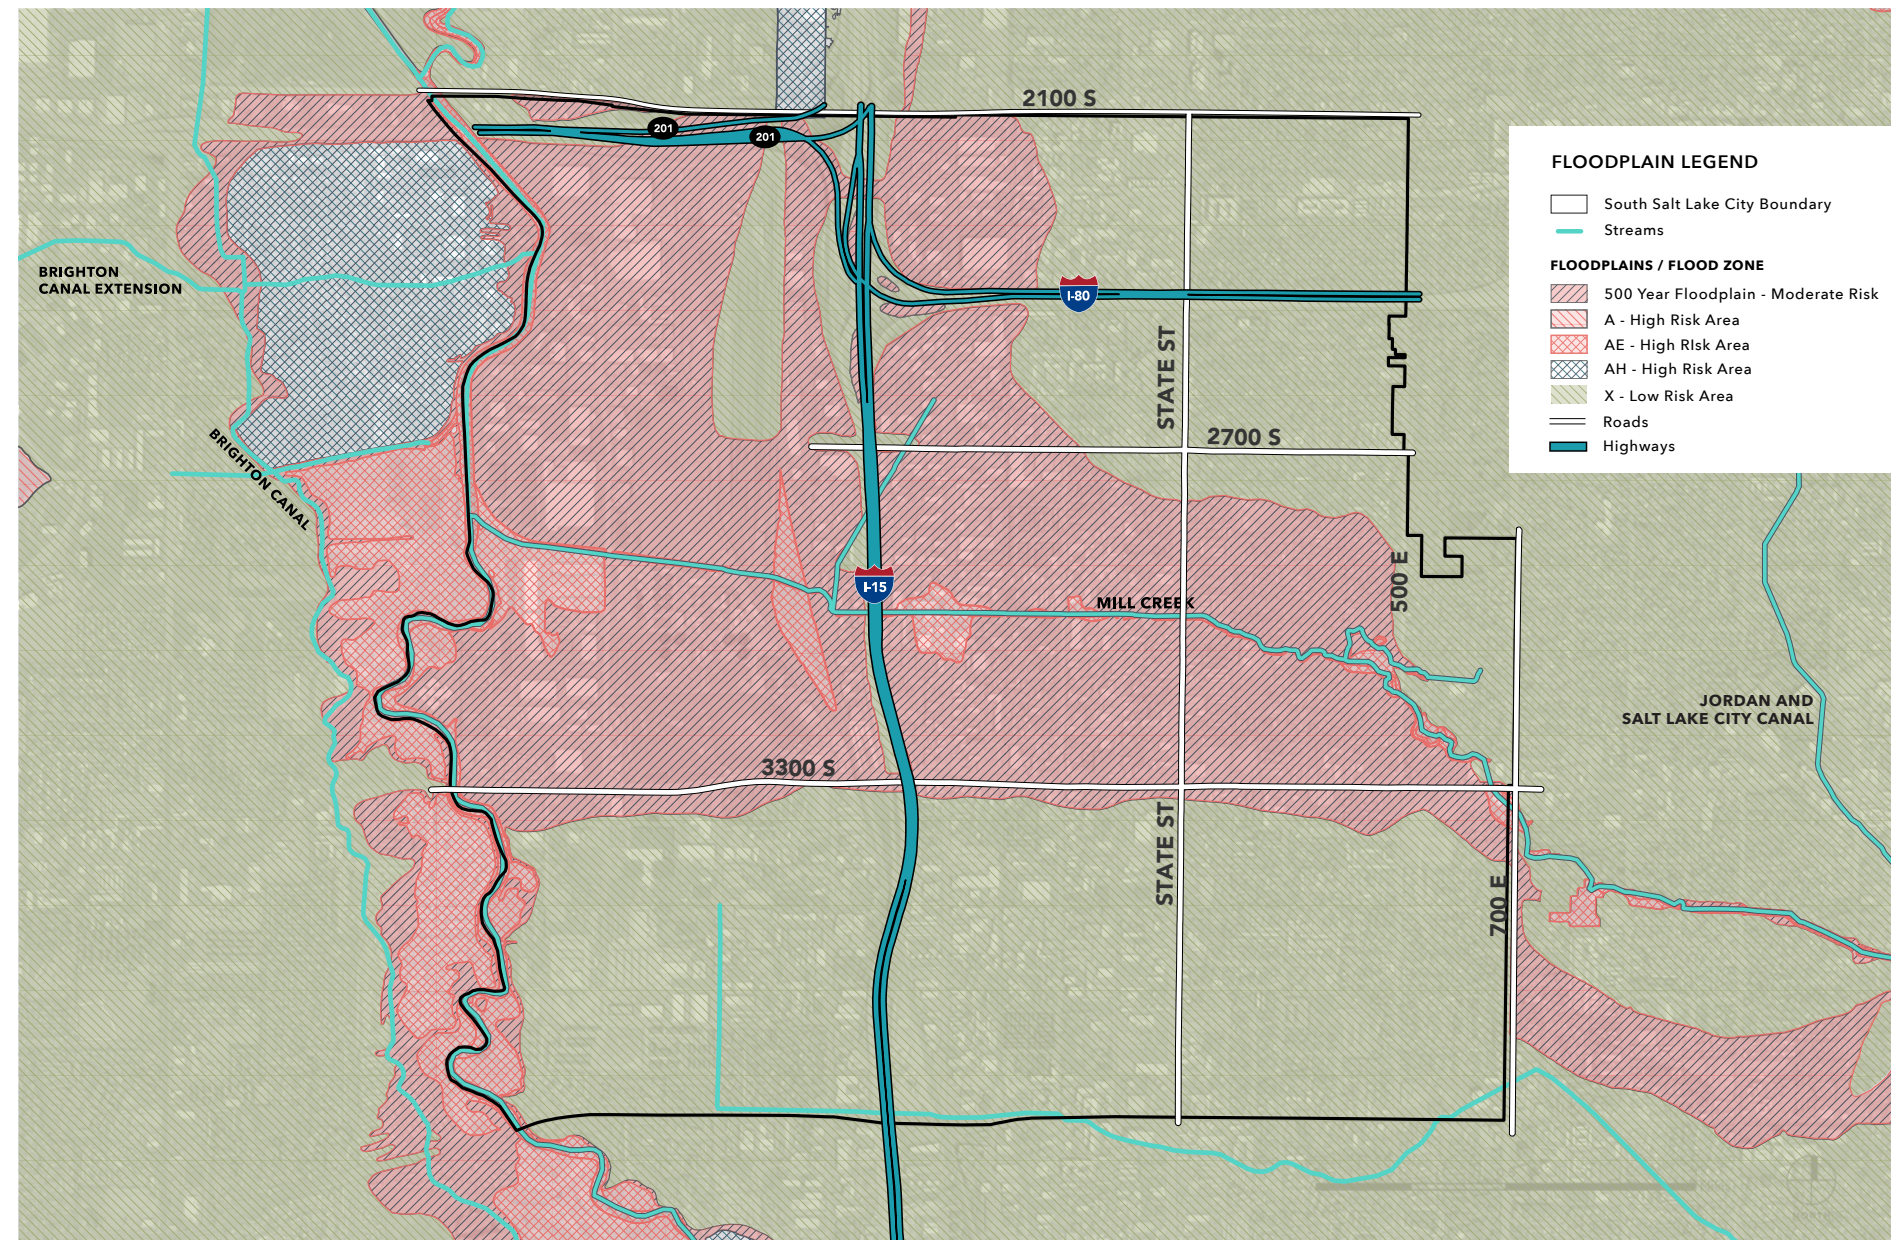 2100 S
201
201
FLOODPLAIN LEGEND
South Salt Lake City Boundary
Streams
FLOODPLAINS / FLOOD ZONE
500 Year Floodplain - Moderate Risk
A - High Risk Area
AE - High RIsk Area
AH - High Risk Area
X - Low Risk Area
Roads
Highways
BRIGHTON
CANAL EXTENSION
I-80
STATE ST
2700 S
BRIGHTON CANAL
I-15
500 E
MILL CREEK
JORDAN AND
SALT LAKE CITY CANAL
3300 S
STATE ST
700 E